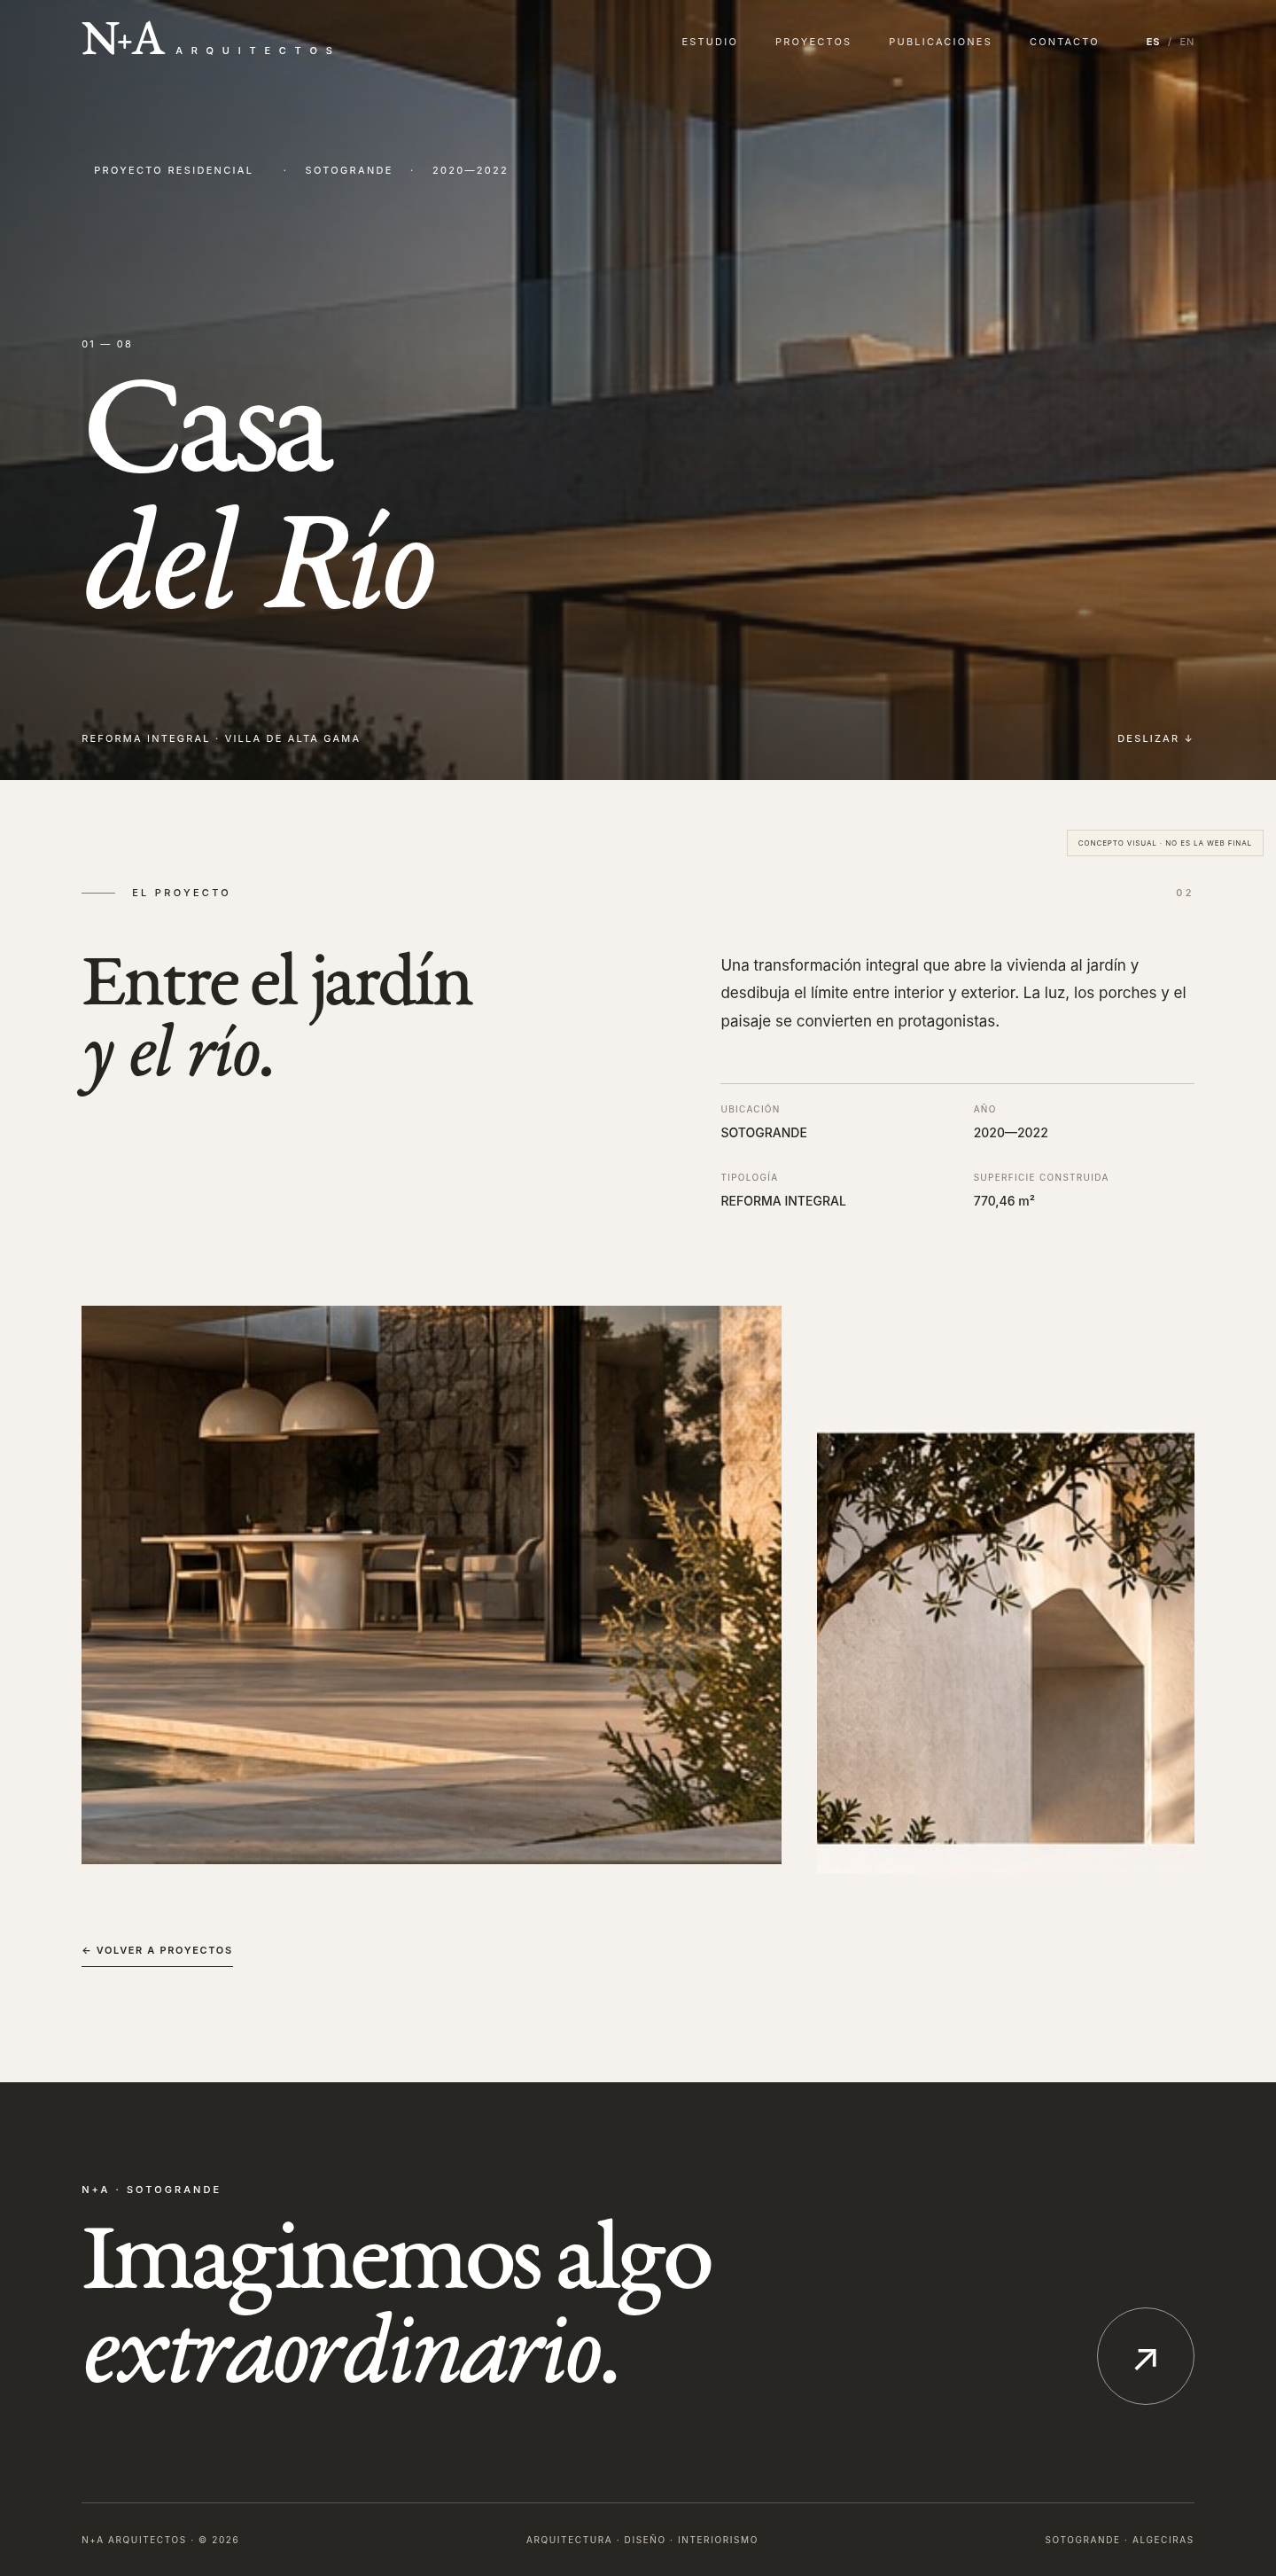 N+A ARQUITECTOS
ESTUDIO PROYECTOS PUBLICACIONES CONTACTO ES / EN
PROYECTO RESIDENCIAL · SOTOGRANDE · 2020—2022
01 — 08
Casa
del Río
REFORMA INTEGRAL · VILLA DE ALTA GAMA
DESLIZAR ↓
CONCEPTO VISUAL · NO ES LA WEB FINAL
EL PROYECTO
02
Entre el jardín
y el río.
Una transformación integral que abre la vivienda al jardín y
desdibuja el límite entre interior y exterior. La luz, los porches y el
paisaje se convierten en protagonistas.
UBICACIÓN
SOTOGRANDE
AÑO
2020—2022
TIPOLOGÍA
REFORMA INTEGRAL
SUPERFICIE CONSTRUIDA
770,46 m²
← VOLVER A PROYECTOS
N+A · SOTOGRANDE
Imaginemos algo
extraordinario.
↗
N+A ARQUITECTOS · © 2026
ARQUITECTURA · DISEÑO · INTERIORISMO
SOTOGRANDE · ALGECIRAS